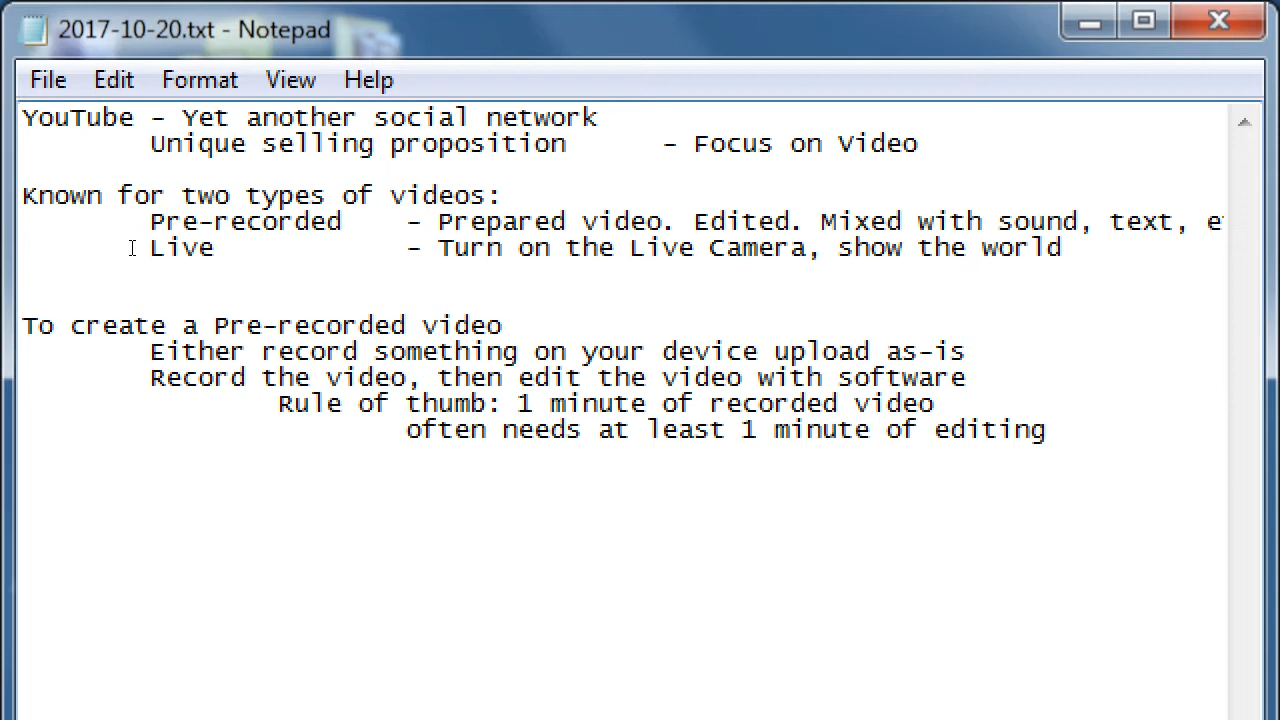 2017-10-20.txt - Notepad
File Edit Format View Help
YouTube - Yet another social network
Unique selling proposition - Focus on Video
Known for two types of videos:
Pre-recorded - Prepared video. Edited. Mixed with sound, text,
Live - Turn on the Live Camera, show the world
To create a Pre-recorded video
Either record something on your device upload as-is
Record the video, then edit the video with software
Rule of thumb: 1 minute of recorded video
often needs at least 1 minute of editing